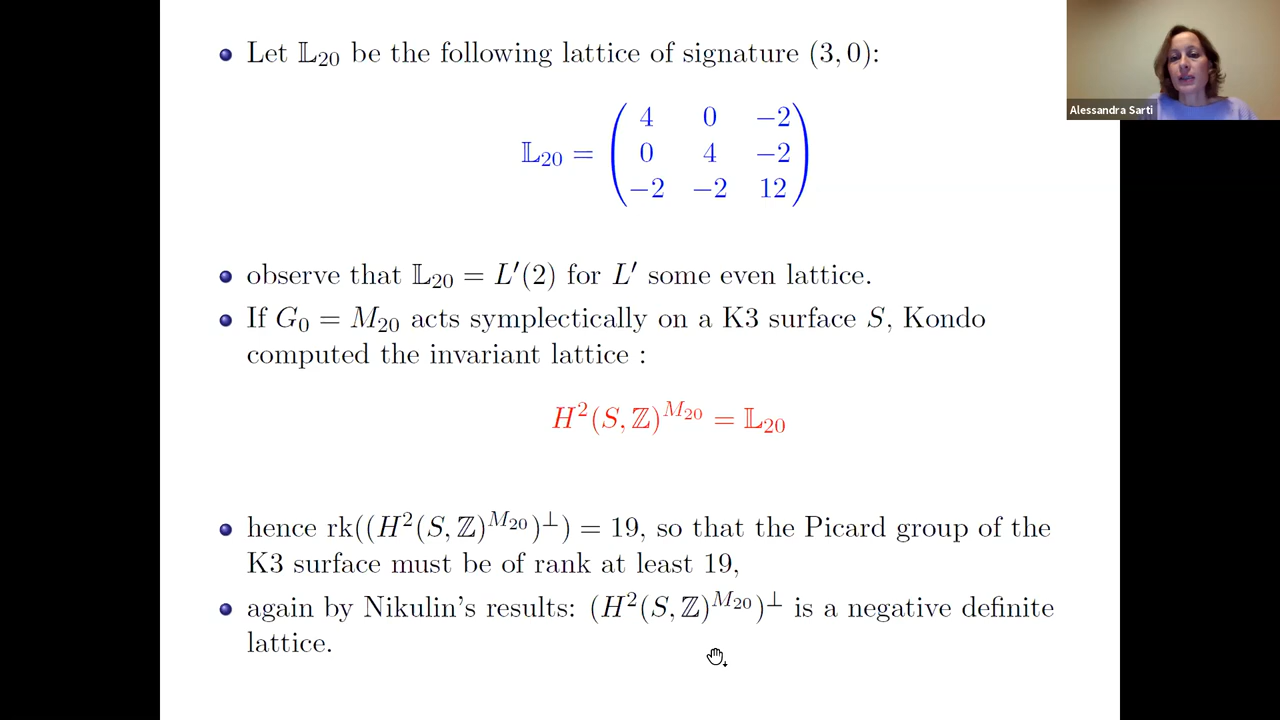 Let 𝕃₂₀ be the following lattice of signature (3, 0):
Alessandra Sarti
𝕃₂₀ = ( 4 0 −2
0 4 −2
−2 −2 12 )
observe that 𝕃₂₀ = L′(2) for L′ some even lattice.
If G₀ = M₂₀ acts symplectically on a K3 surface S, Kondo
computed the invariant lattice :
H²(S, ℤ)^{M₂₀} = 𝕃₂₀
hence rk((H²(S, ℤ)^{M₂₀})^⊥) = 19, so that the Picard group of the
K3 surface must be of rank at least 19,
again by Nikulin's results: (H²(S, ℤ)^{M₂₀})^⊥ is a negative definite
lattice.